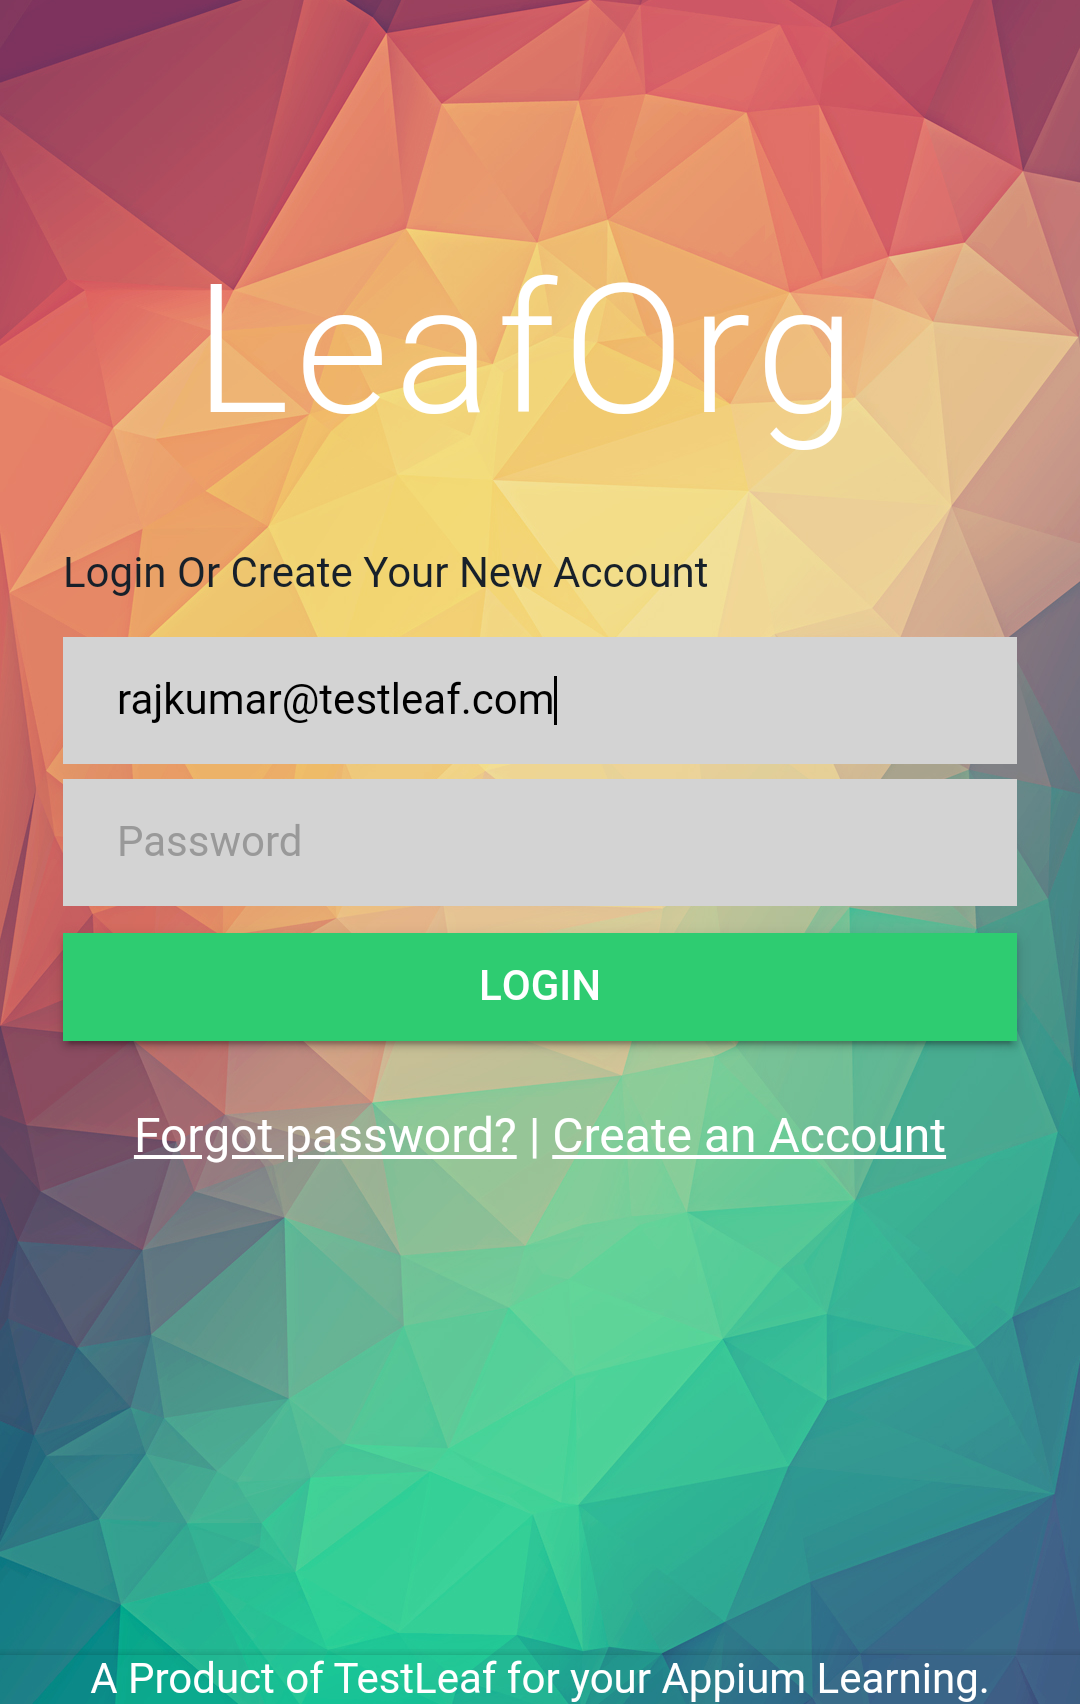 LeafOrg
Login Or Create Your New Account
rajkumar@testleaf.com
Password
LOGIN
Forgot password? | Create an Account
A Product of TestLeaf for your Appium Learning.